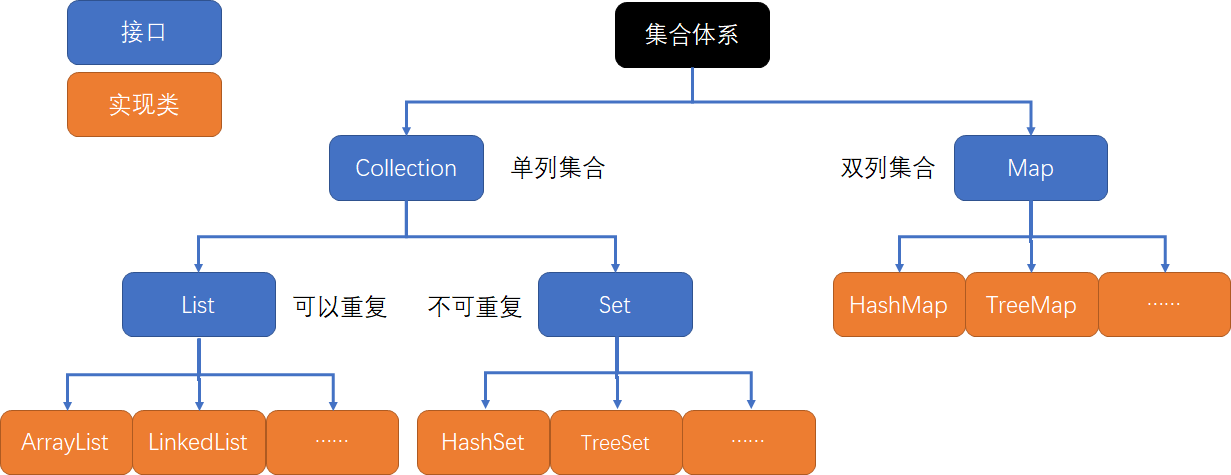 接口
集合体系
实现类
Collection
单列集合
双列集合
Map
List
可以重复
不可重复
Set
HashMap
TreeMap
……
ArrayList
LinkedList
……
HashSet
TreeSet
……